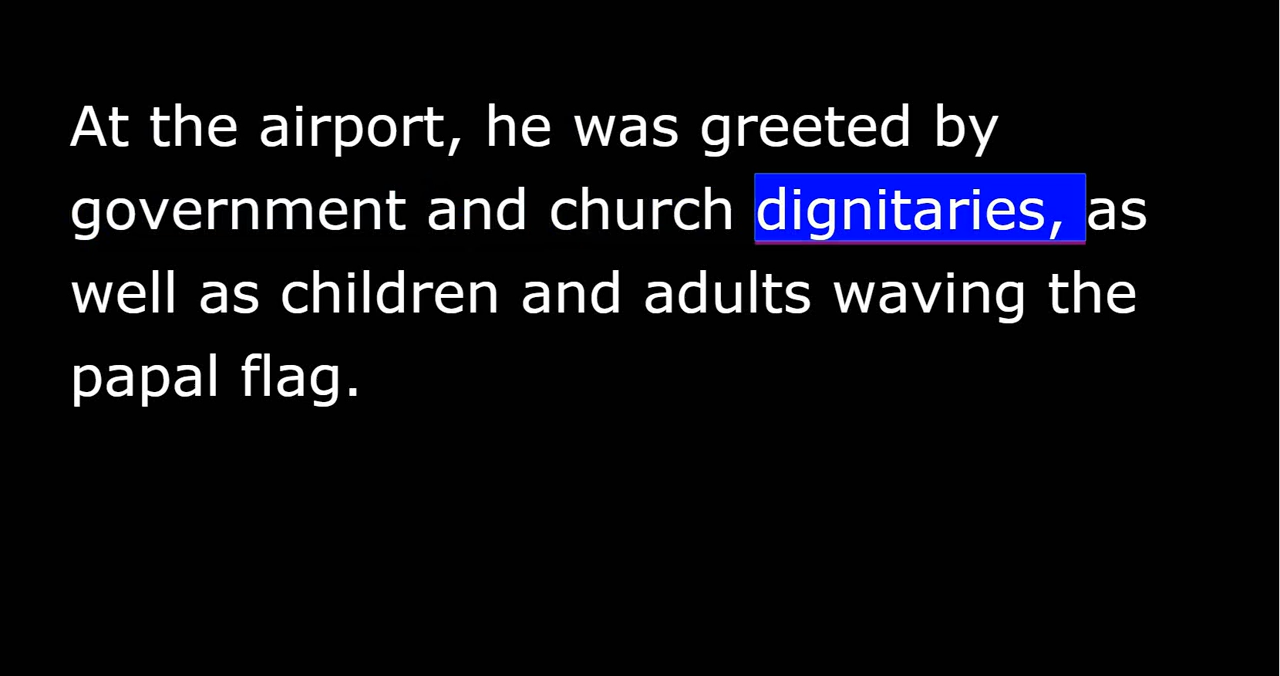 At the airport, he was greeted by
government and church dignitaries, as
well as children and adults waving the
papal flag.